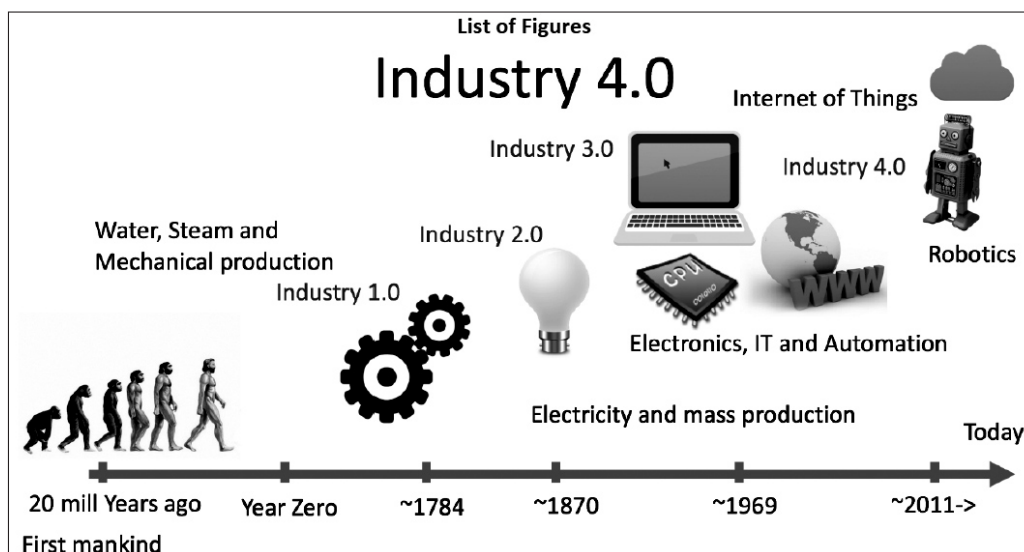 List of Figures
Industry 4.0
Internet of Things
Industry 3.0
Industry 4.0
Water, Steam and
Mechanical production
Industry 2.0
Robotics
Industry 1.0
CPU
WWW
Electronics, IT and Automation
Electricity and mass production
Today
20 mill Years ago
Year Zero
~1784
~1870
~1969
~2011->
First mankind